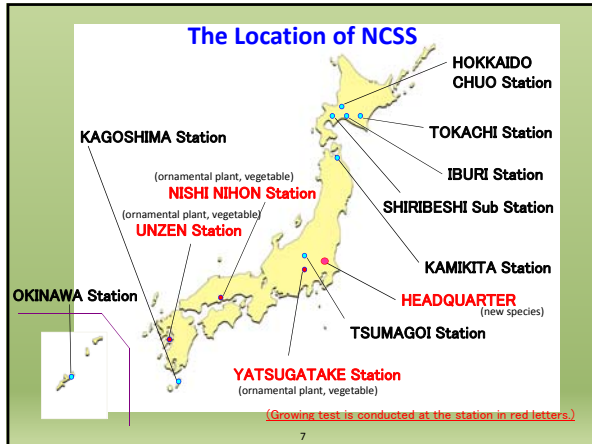 The Location of NCSS
HOKKAIDO
CHUO Station
KAGOSHIMA Station
TOKACHI Station
(ornamental plant, vegetable)
NISHI NIHON Station
IBURI Station
(ornamental plant, vegetable)
UNZEN Station
SHIRIBESHI Sub Station
KAMIKITA Station
OKINAWA Station
HEADQUARTER
(new species)
TSUMAGOI Station
YATSUGATAKE Station
(ornamental plant, vegetable)
(Growing test is conducted at the station in red letters.)
7